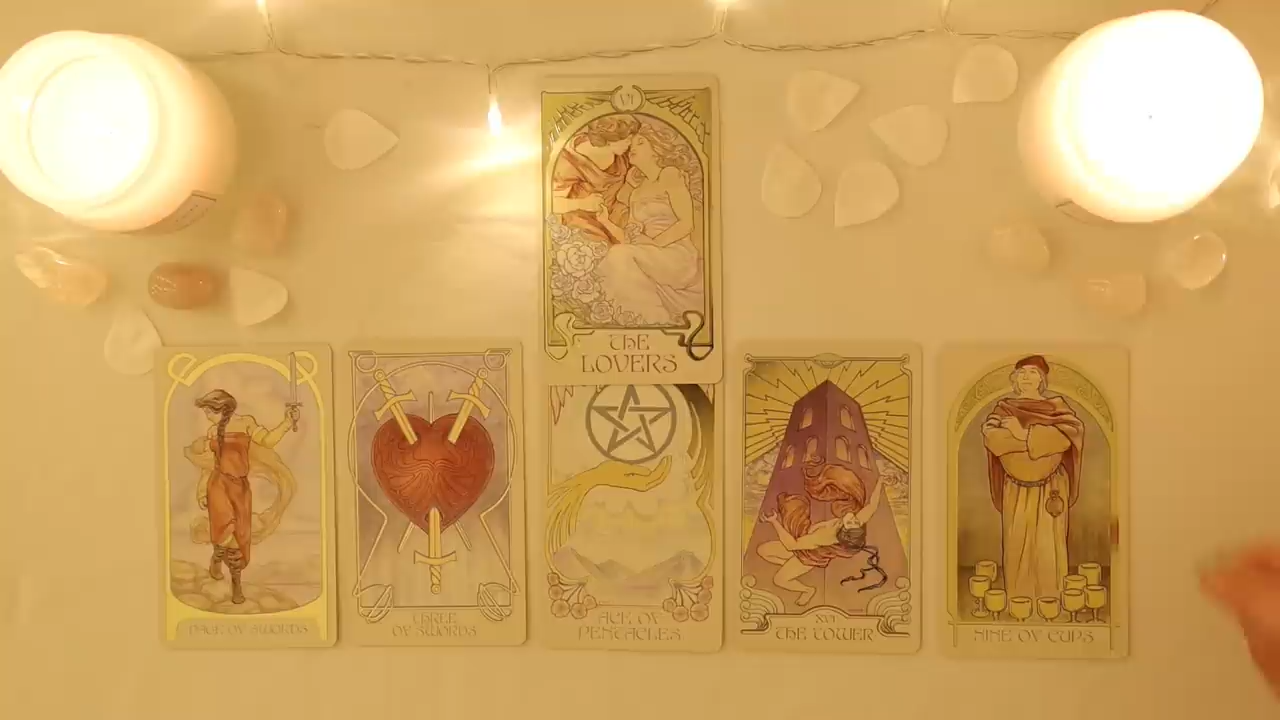 VI
THE
LOVERS
PAGE OF SWORDS
THREE
OF SWORDS
ACE OF
PENTACLES
XVI
THE TOWER
NINE OF CUPS